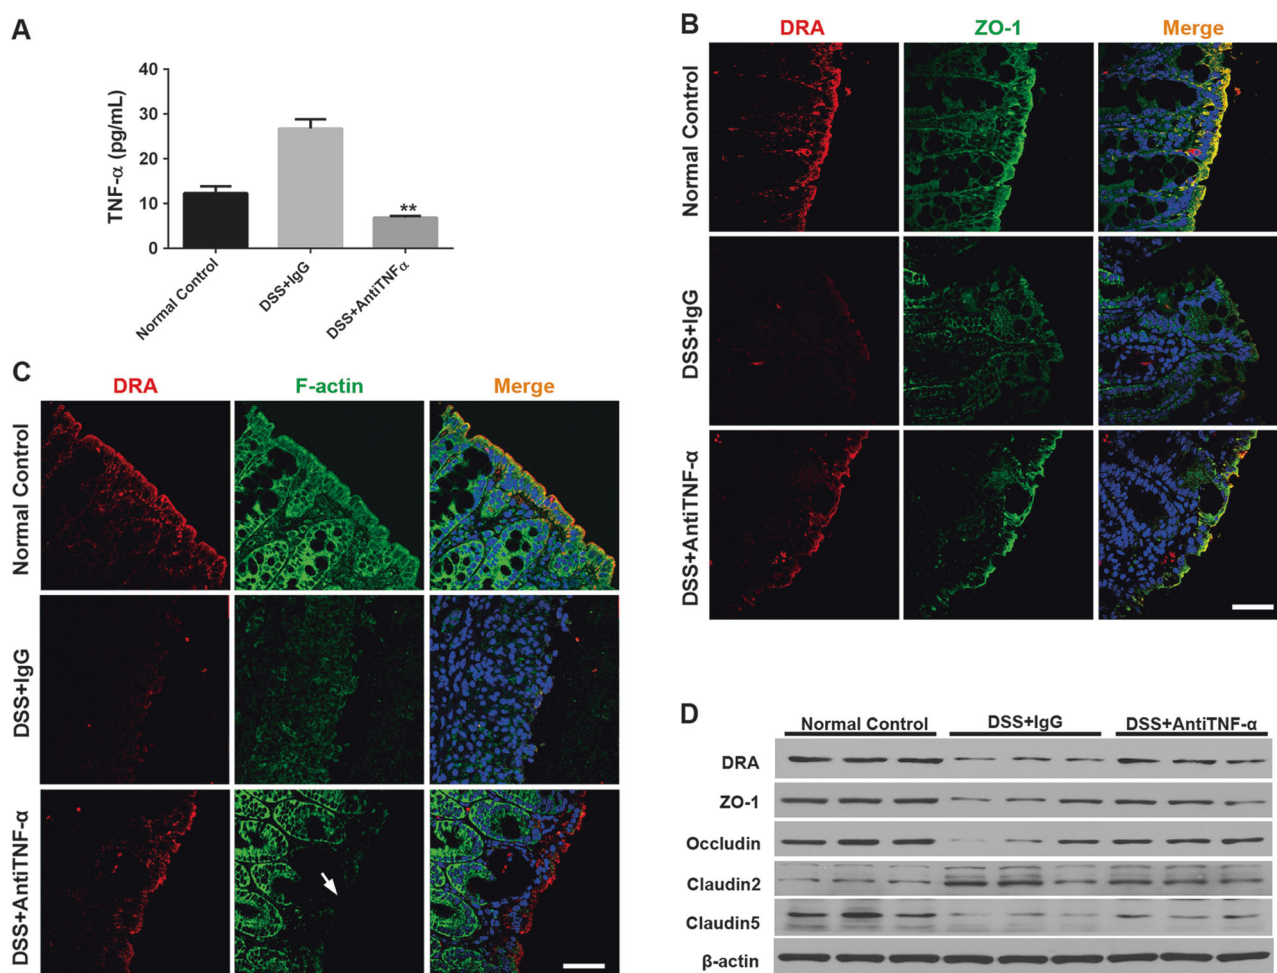 A
TNF-α (pg/mL)
40
30
20
10
0
**
Normal Control
DSS+IgG
DSS+AntiTNFα
B
DRA
ZO-1
Merge
Normal Control
DSS+IgG
DSS+AntiTNF-α
C
DRA
F-actin
Merge
Normal Control
DSS+IgG
DSS+AntiTNF-α
D
Normal Control
DSS+IgG
DSS+AntiTNF-α
DRA
ZO-1
Occludin
Claudin2
Claudin5
β-actin